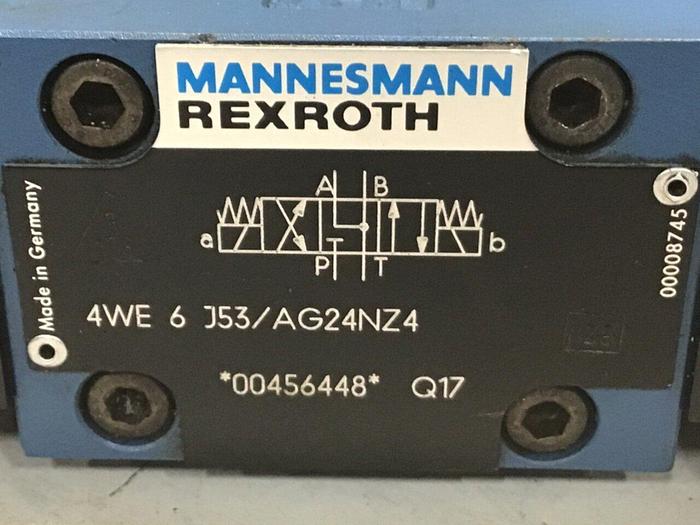 MANNESMANN
REXROTH
A B
a b
P T
Made in Germany
00008745
4WE 6 J53/AG24NZ4
*00456448* Q17